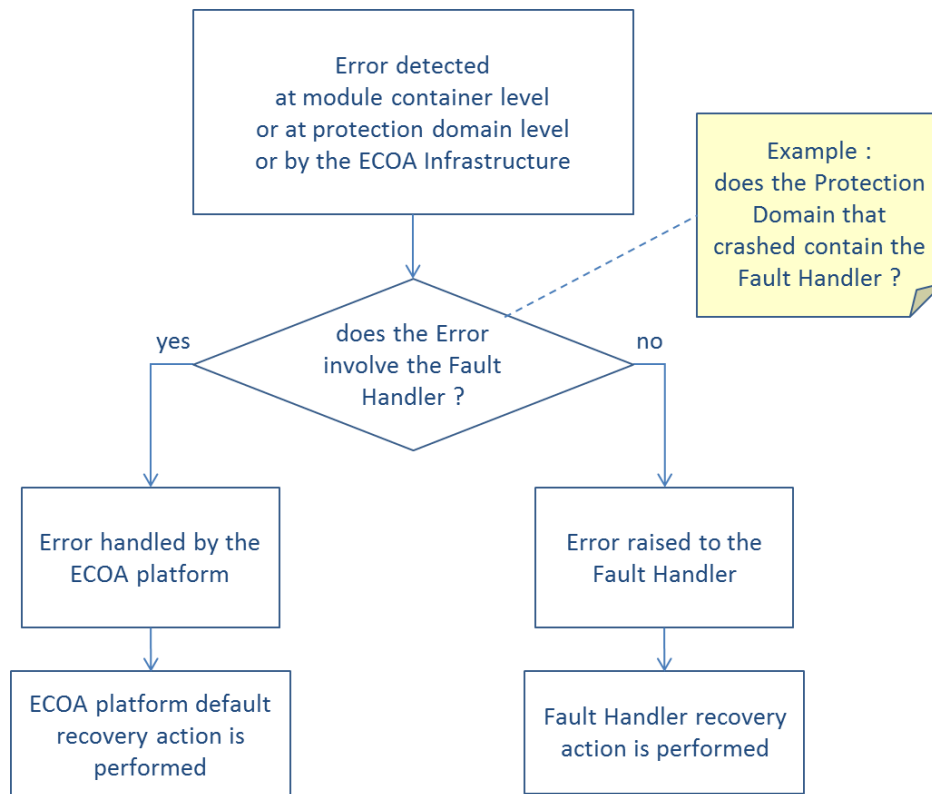 Error detected
at module container level
or at protection domain level
or by the ECOA Infrastructure
Example :
does the Protection
Domain that
crashed contain the
Fault Handler ?
yes
does the Error
involve the Fault
Handler ?
no
Error handled by the
ECOA platform
Error raised to the
Fault Handler
ECOA platform default
recovery action is
performed
Fault Handler recovery
action is performed